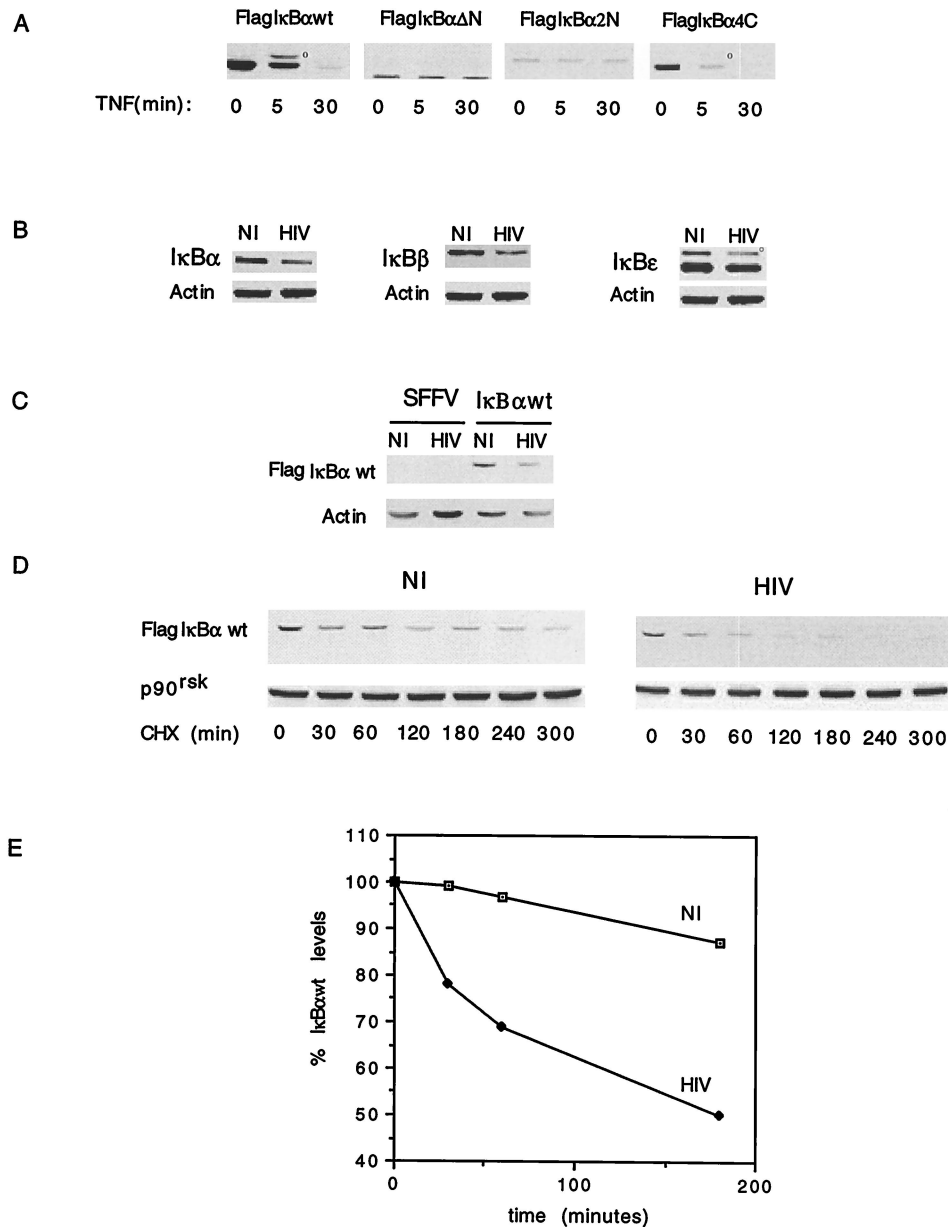 A
FlagIκBαwt FlagIκBαΔN FlagIκBα2N FlagIκBα4C
o o
TNF(min): 0 5 30 0 5 30 0 5 30 0 5 30
B
NI HIV NI HIV NI HIV
IκBα IκBβ IκBε o
Actin Actin Actin
C
SFFV IκBαwt
NI HIV NI HIV
Flag IκBα wt
Actin
D
NI HIV
FlagIκBα wt
p90rsk
CHX (min) 0 30 60 120 180 240 300 0 30 60 120 180 240 300
E
% IκBαwt levels
110
100
90
80
70
60
50
40
NI
HIV
0 100 200
time (minutes)